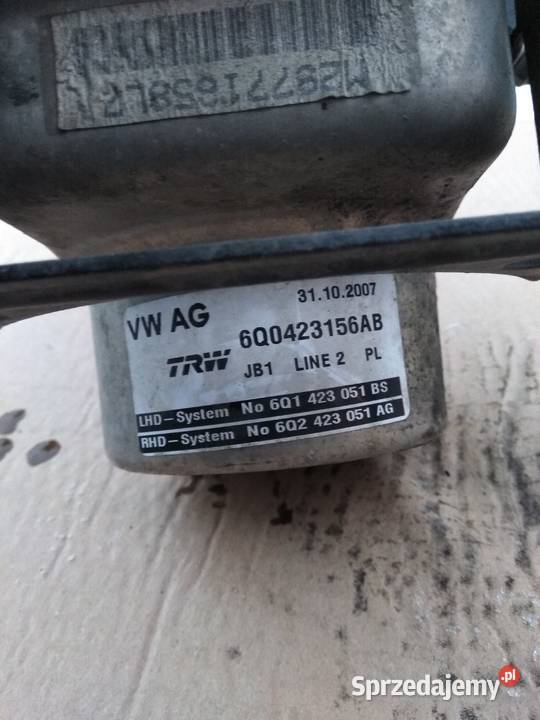 31.10.2007
VW AG
6Q0423156AB
TRW
JB1 LINE 2 PL
LHD-System No 6Q1 423 051 BS
RHD-System No 6Q2 423 051 AG
Sprzedajemy.pl